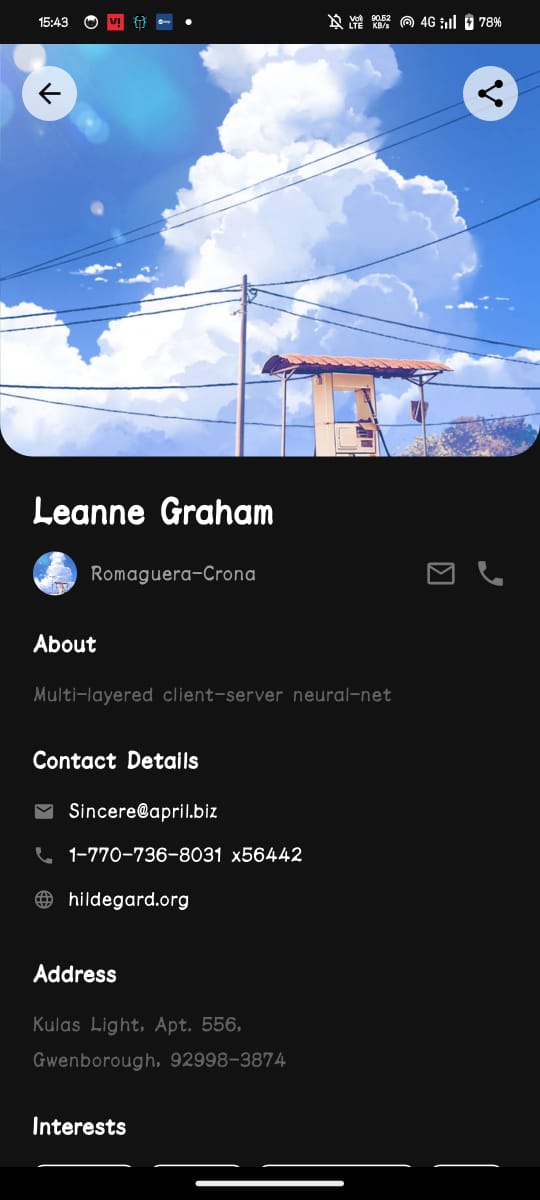 15:43
Vo))
LTE
90.52
KB/s
4G
78%
Leanne Graham
Romaguera-Crona
About
Multi-layered client-server neural-net
Contact Details
Sincere@april.biz
1-770-736-8031 x56442
hildegard.org
Address
Kulas Light, Apt. 556,
Gwenborough, 92998-3874
Interests